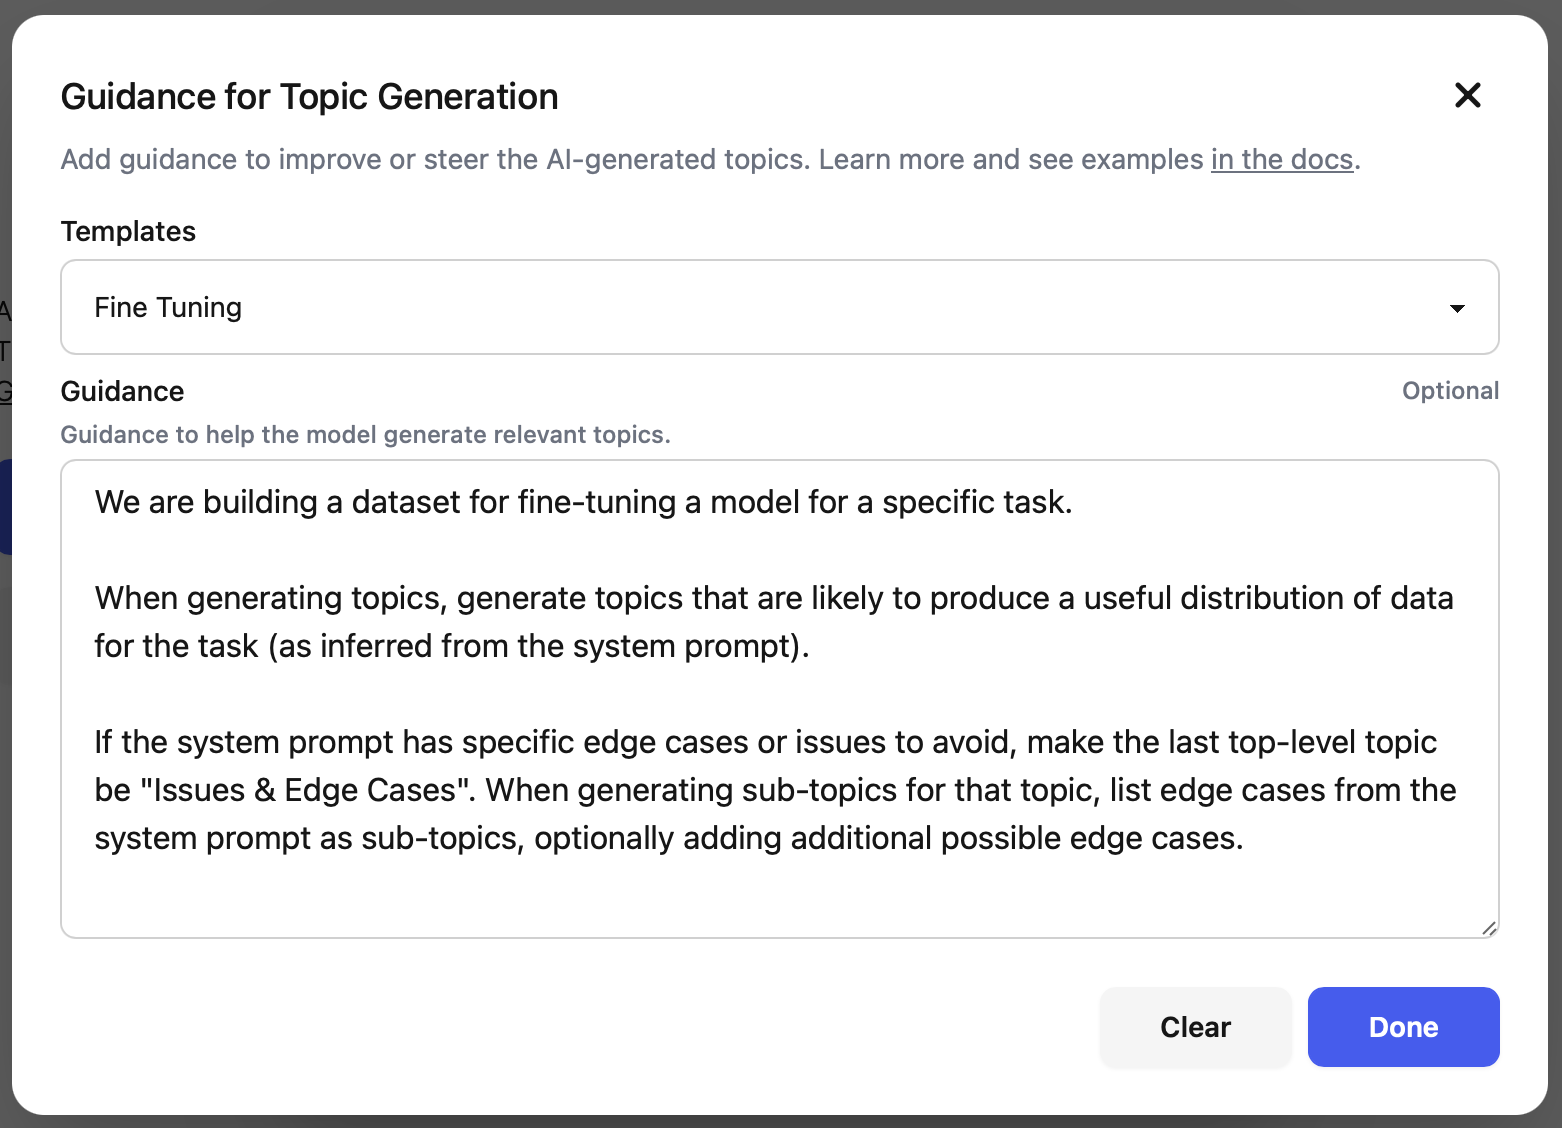 Guidance for Topic Generation
Add guidance to improve or steer the AI-generated topics. Learn more and see examples in the docs.
Templates
Fine Tuning
Guidance
Optional
Guidance to help the model generate relevant topics.
We are building a dataset for fine-tuning a model for a specific task.
When generating topics, generate topics that are likely to produce a useful distribution of data
for the task (as inferred from the system prompt).
If the system prompt has specific edge cases or issues to avoid, make the last top-level topic
be "Issues & Edge Cases". When generating sub-topics for that topic, list edge cases from the
system prompt as sub-topics, optionally adding additional possible edge cases.
Clear
Done